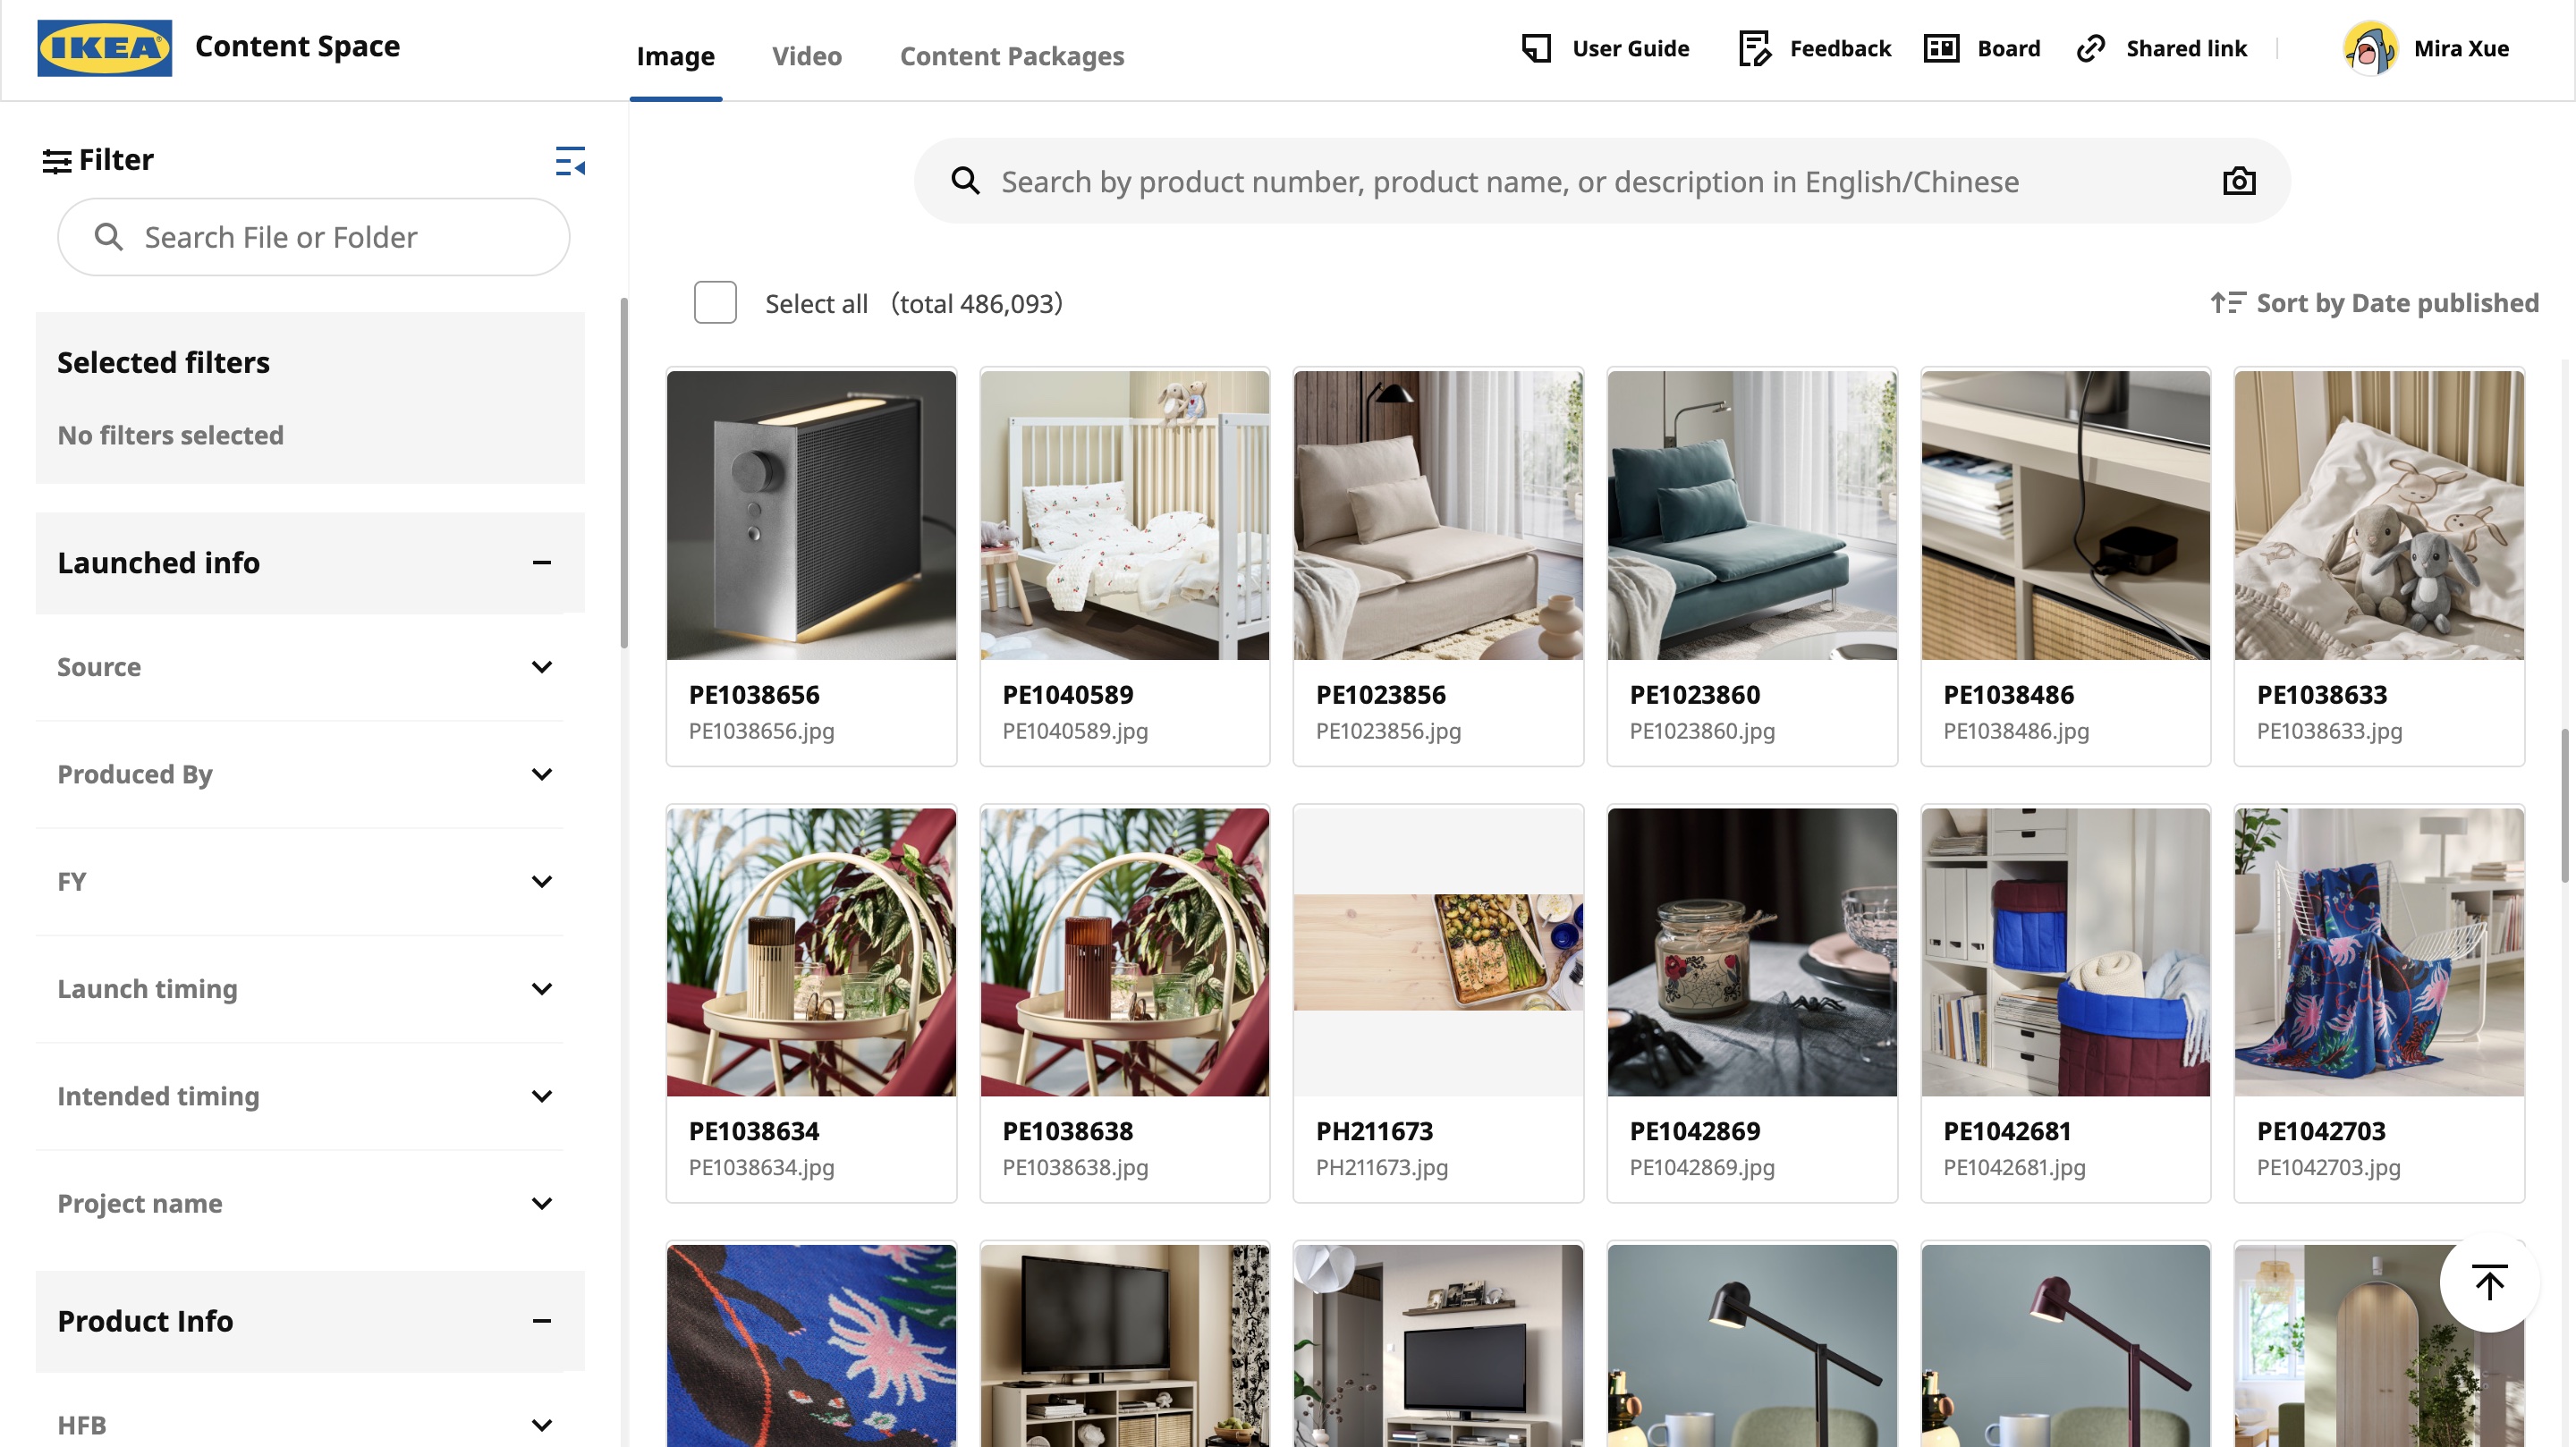 IKEA
Content Space
Image
Video
Content Packages
User Guide
Feedback
Board
Shared link
Mira Xue
Filter
Search File or Folder
Selected filters
No filters selected
Launched info
Source
Produced By
FY
Launch timing
Intended timing
Project name
Product Info
HFB
Search by product number, product name, or description in English/Chinese
Select all (total 486,093)
Sort by Date published
PE1038656
PE1038656.jpg
PE1040589
PE1040589.jpg
PE1023856
PE1023856.jpg
PE1023860
PE1023860.jpg
PE1038486
PE1038486.jpg
PE1038633
PE1038633.jpg
PE1038634
PE1038634.jpg
PE1038638
PE1038638.jpg
PH211673
PH211673.jpg
PE1042869
PE1042869.jpg
PE1042681
PE1042681.jpg
PE1042703
PE1042703.jpg